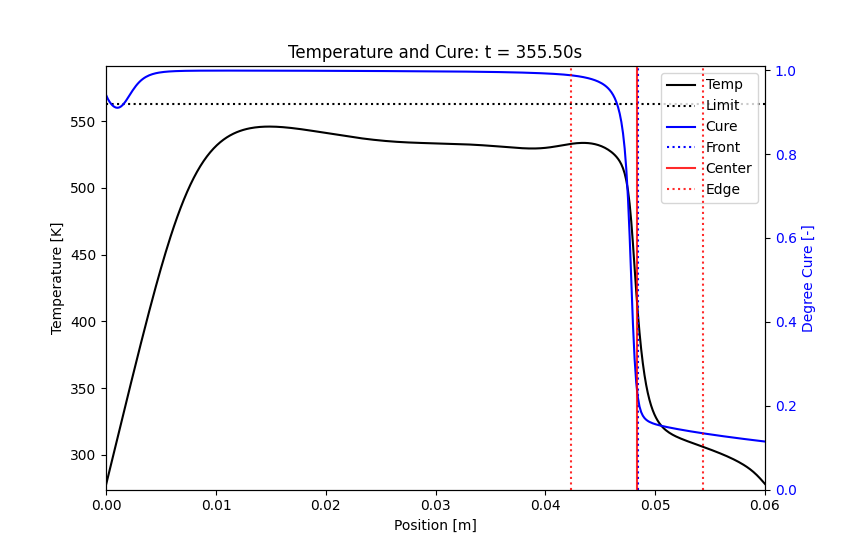 Temperature and Cure: t = 355.50s
Temp
Limit
Cure
Front
Center
Edge
Temperature [K]
550
500
450
400
350
300
Degree Cure [-]
1.0
0.8
0.6
0.4
0.2
0.0
0.00 0.01 0.02 0.03 0.04 0.05 0.06
Position [m]